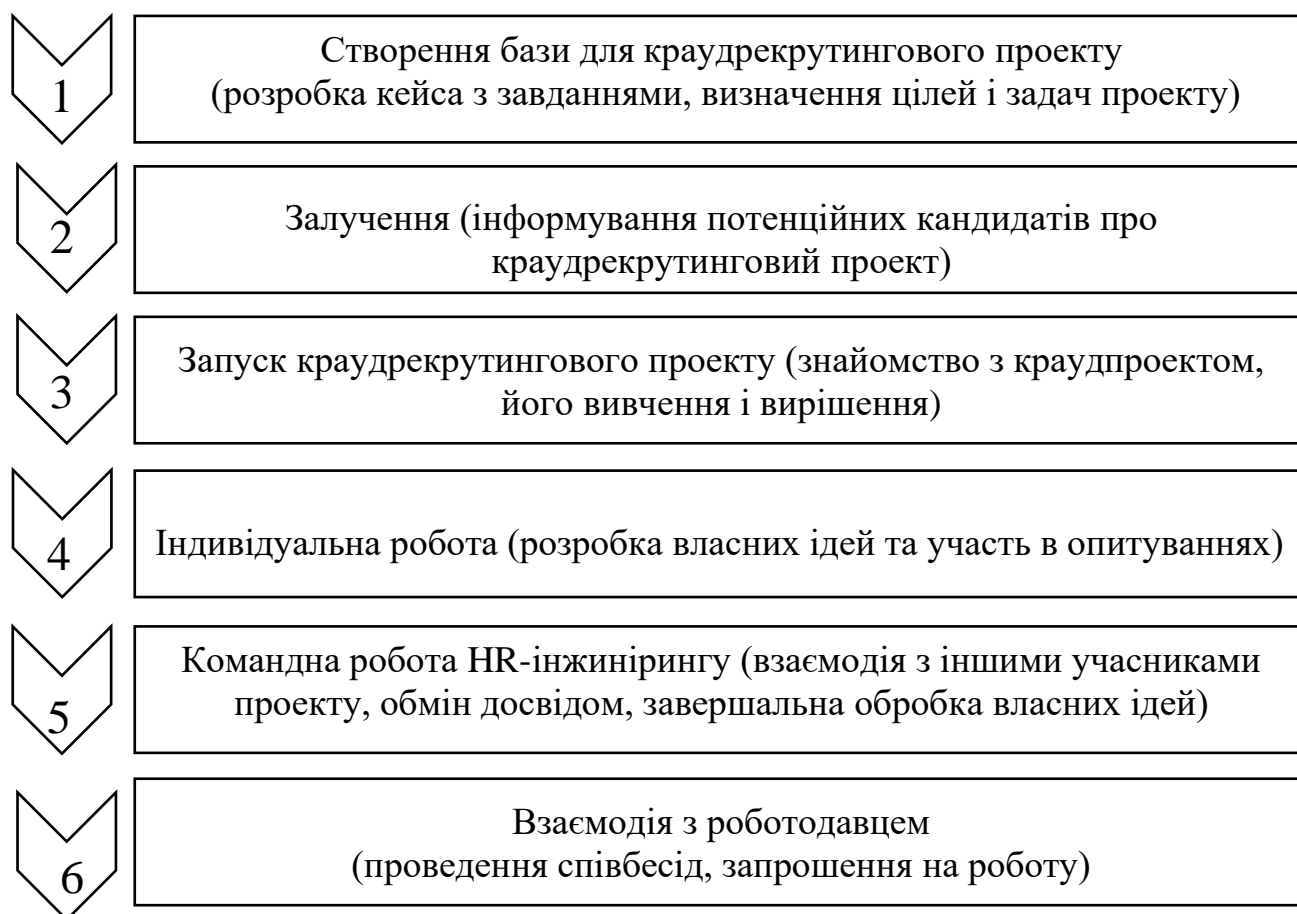 1
Створення бази для краудрекрутингового проекту
(розробка кейса з завданнями, визначення цілей і задач проекту)
2
Залучення (інформування потенційних кандидатів про
краудрекрутинговий проект)
3
Запуск краудрекрутингового проекту (знайомство з краудпроектом,
його вивчення і вирішення)
4
Індивідуальна робота (розробка власних ідей та участь в опитуваннях)
5
Командна робота HR-інжинірингу (взаємодія з іншими учасниками
проекту, обмін досвідом, завершальна обробка власних ідей)
6
Взаємодія з роботодавцем
(проведення співбесід, запрошення на роботу)